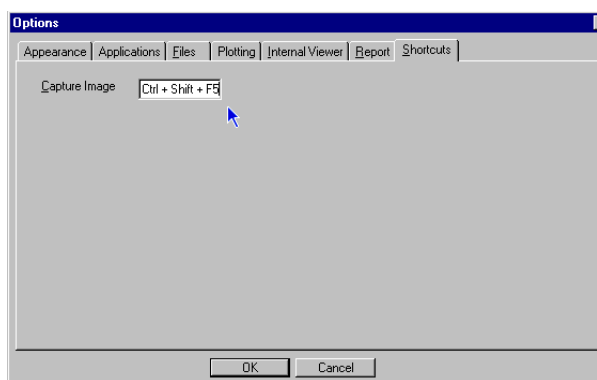 Options
Appearance Applications Files Plotting Internal Viewer Report Shortcuts
Capture Image Ctrl + Shift + F5
OK Cancel